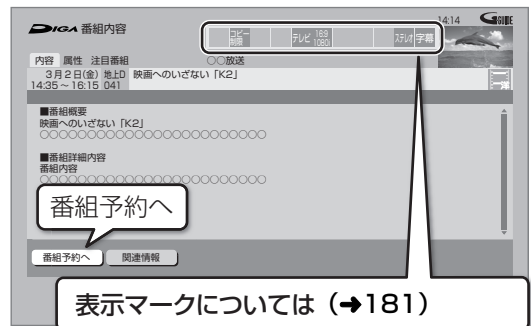 DIGA 番組内容
コピー制限
テレビ 16:9 1080i
ステレオ 字幕
14:14
GGUIDE
内容 属性 注目番組
○○放送
3月2日(金) 地上D 映画へのいざない「K2」
14:35～16:15 041
■番組概要
映画へのいざない「K2」
○○○○○○○○○○○○○○○○○○○○○○○○
■番組詳細内容
番組内容
○○○○○○○○○○○○○○○○○○○○○○○○
番組予約へ
番組予約へ 関連情報
表示マークについては（➜181）